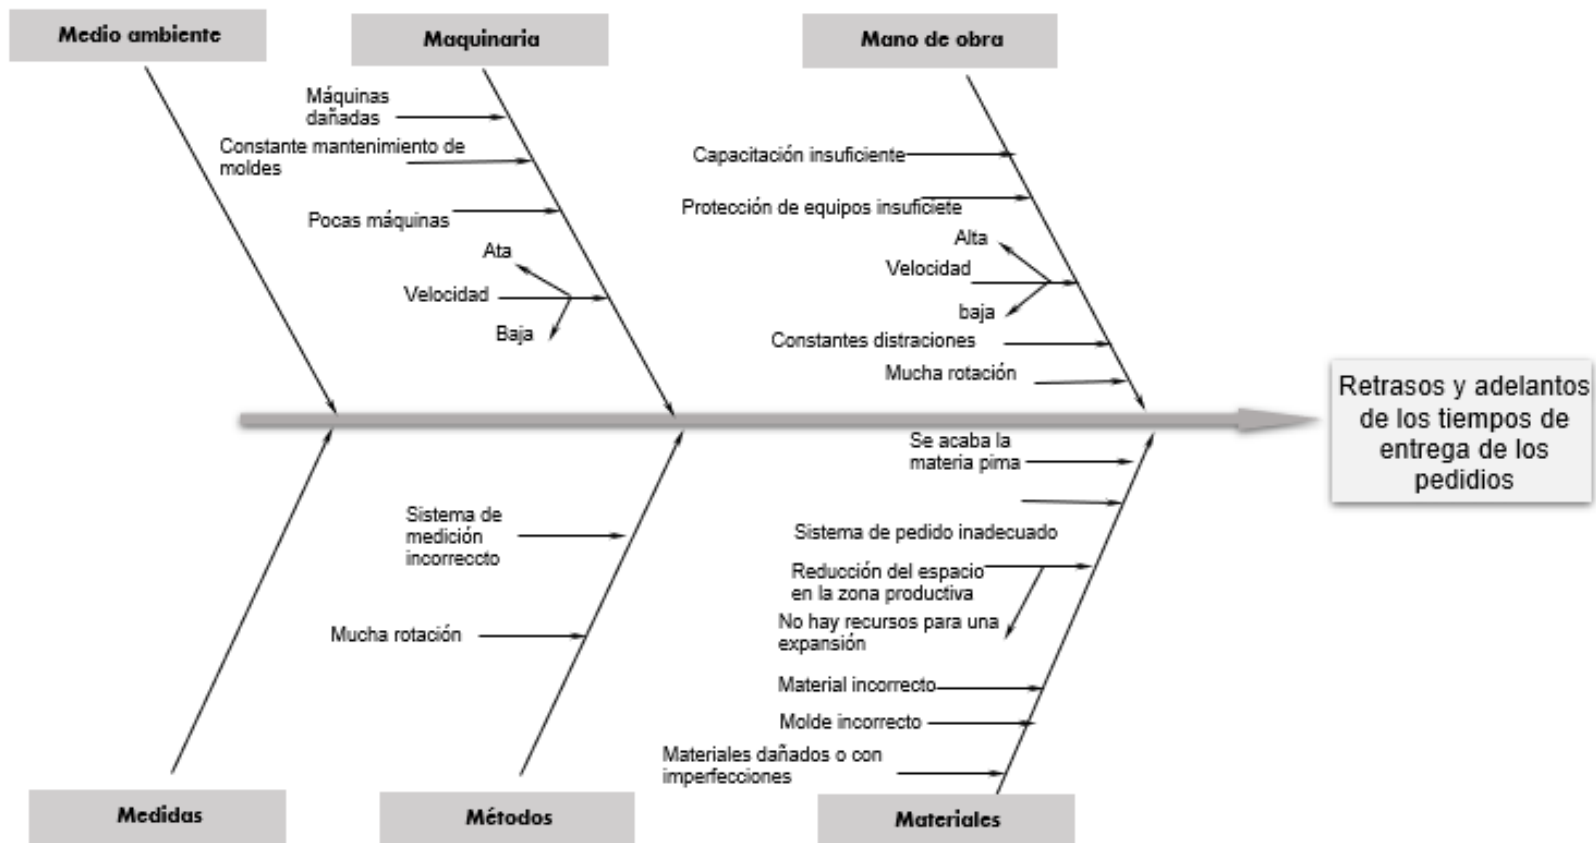 Medio ambiente
Maquinaria
Mano de obra
Máquinas
dañadas
Constante mantenimiento de
moldes
Pocas máquinas
Ata
Velocidad
Baja
Capacitación insuficiente
Protección de equipos insuficiete
Alta
Velocidad
baja
Constantes distraciones
Mucha rotación
Retrasos y adelantos
de los tiempos de
entrega de los
pedidios
Sistema de
medición
incorreccto
Mucha rotación
Se acaba la
materia pima
Sistema de pedido inadecuado
Reducción del espacio
en la zona productiva
No hay recursos para una
expansión
Material incorrecto
Molde incorrecto
Materiales dañados o con
imperfecciones
Medidas
Métodos
Materiales